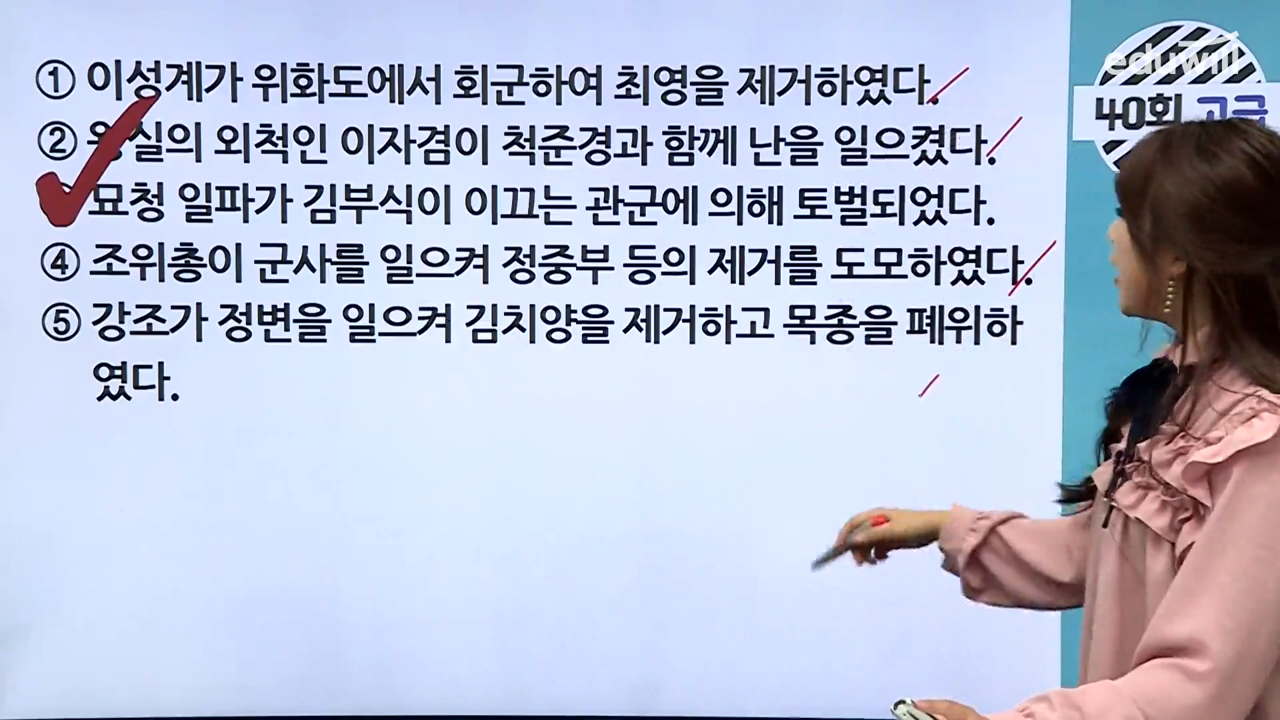 ① 이성계가 위화도에서 회군하여 최영을 제거하였다.
② 왕실의 외척인 이자겸이 척준경과 함께 난을 일으켰다.
묘청 일파가 김부식이 이끄는 관군에 의해 토벌되었다.
④ 조위총이 군사를 일으켜 정중부 등의 제거를 도모하였다.
⑤ 강조가 정변을 일으켜 김치양을 제거하고 목종을 폐위하
였다.
eduwill
40회 고급